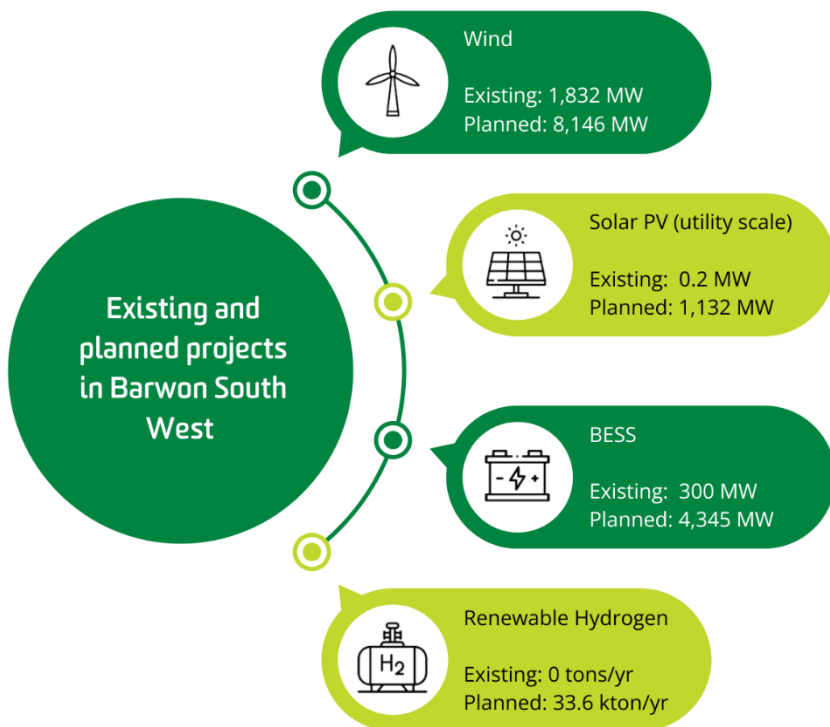 Existing and
planned projects
in Barwon South
West
Wind
Existing: 1,832 MW
Planned: 8,146 MW
Solar PV (utility scale)
Existing: 0.2 MW
Planned: 1,132 MW
BESS
Existing: 300 MW
Planned: 4,345 MW
H2
Renewable Hydrogen
Existing: 0 tons/yr
Planned: 33.6 kton/yr